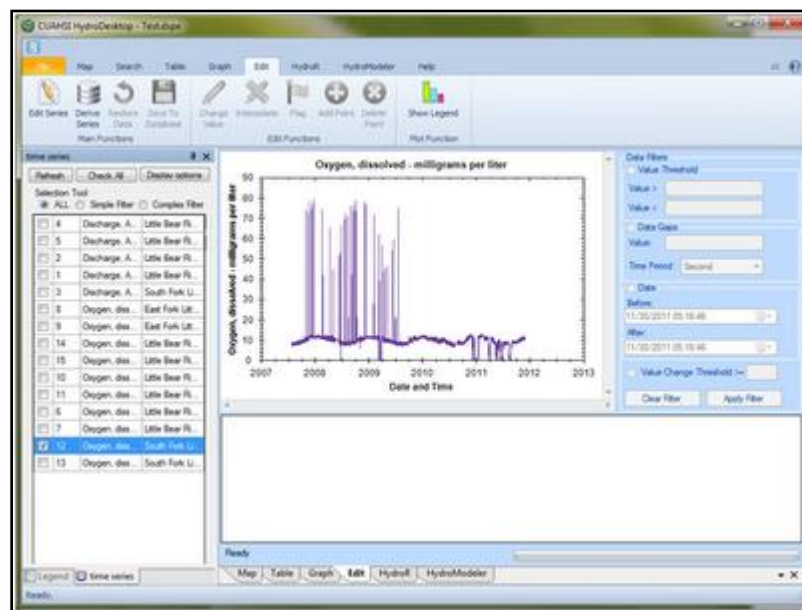 CUAHSI HydroDesktop - Test.dspx
Map Search Table Graph Edit HydroR HydroModeler Help
Edit Series Derive Series Restore Data Save To Database Change Value Interpolate Flag Add Point Delete Point Show Legend
Main Functions Edit Functions Plot Function
time series
Refresh Check All Display options
Selection Tool
ALL Simple Filter Complex Filter
4 Discharge, A... Little Bear Ri...
5 Discharge, A... Little Bear Ri...
2 Discharge, A... Little Bear Ri...
1 Discharge, A... Little Bear Ri...
3 Discharge, A... South Fork Li...
8 Oxygen, diss... East Fork Litt...
9 Oxygen, diss... East Fork Litt...
14 Oxygen, diss... Little Bear Ri...
15 Oxygen, diss... Little Bear Ri...
10 Oxygen, diss... Little Bear Ri...
11 Oxygen, diss... Little Bear Ri...
6 Oxygen, diss... Little Bear Ri...
7 Oxygen, diss... Little Bear Ri...
12 Oxygen, diss... South Fork Li...
13 Oxygen, diss... South Fork Li...
Legend time series
Oxygen, dissolved - milligrams per liter
Oxygen, dissolved - milligrams per liter
90
80
70
60
50
40
30
20
10
0
2007 2008 2009 2010 2011 2012 2013
Date and Time
Data Filters
Value Threshold
Value >
Value <
Data Gaps
Value:
Time Period: Second
Date
Before:
11/30/2011 05:16:46
After:
11/30/2011 05:16:46
Value Change Threshold >=
Clear Filter Apply Filter
Ready
Map Table Graph Edit HydroR HydroModeler
Ready.